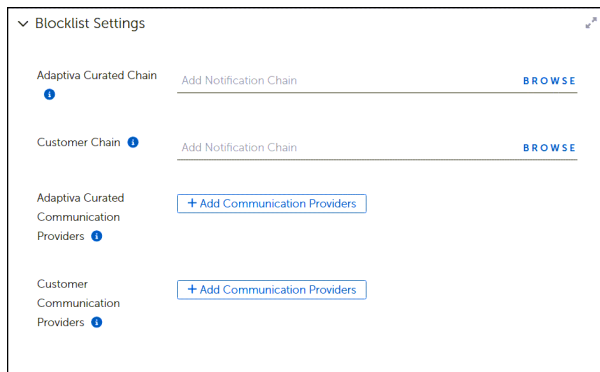 Blocklist Settings
Adaptiva Curated Chain
Add Notification Chain
BROWSE
Customer Chain
Add Notification Chain
BROWSE
Adaptiva Curated
Communication
Providers
+ Add Communication Providers
Customer
Communication
Providers
+ Add Communication Providers